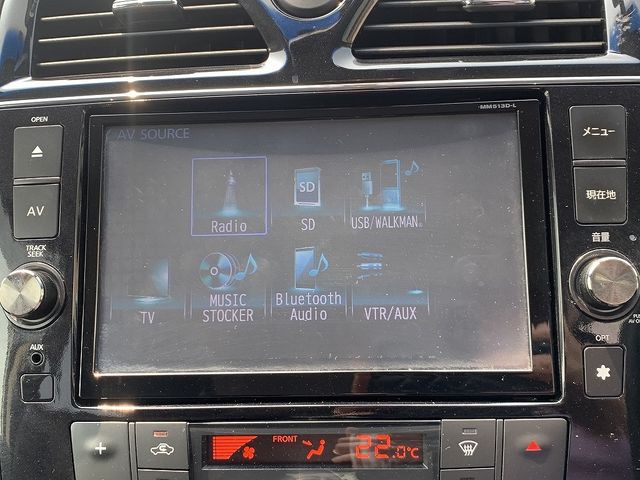 MM513D-L
OPEN
AV SOURCE
メニュー
SD
AV
現在地
Radio
SD
USB/WALKMAN®
TRACK
SEEK
音量
TV
MUSIC
STOCKER
Bluetooth
Audio
VTR/AUX
AUX
OPT
FRONT
22.0℃